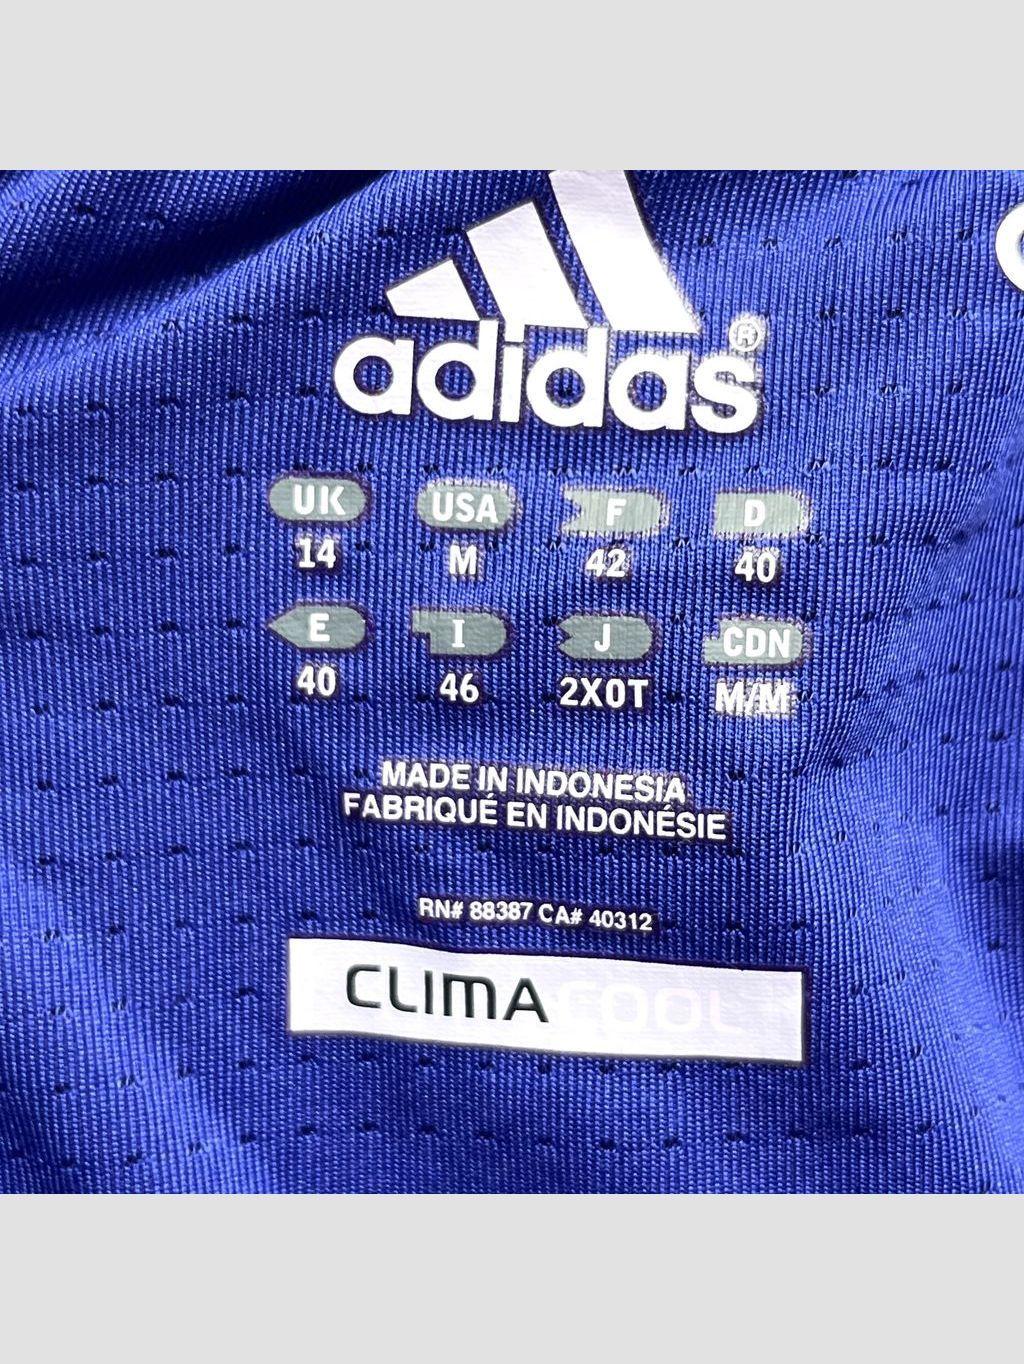 adidas®
UK USA F D
14 M 42 40
E I J CDN
40 46 2XOT M/M
MADE IN INDONESIA
FABRIQUÉ EN INDONÉSIE
RN# 88387 CA# 40312
CLIMACOOL